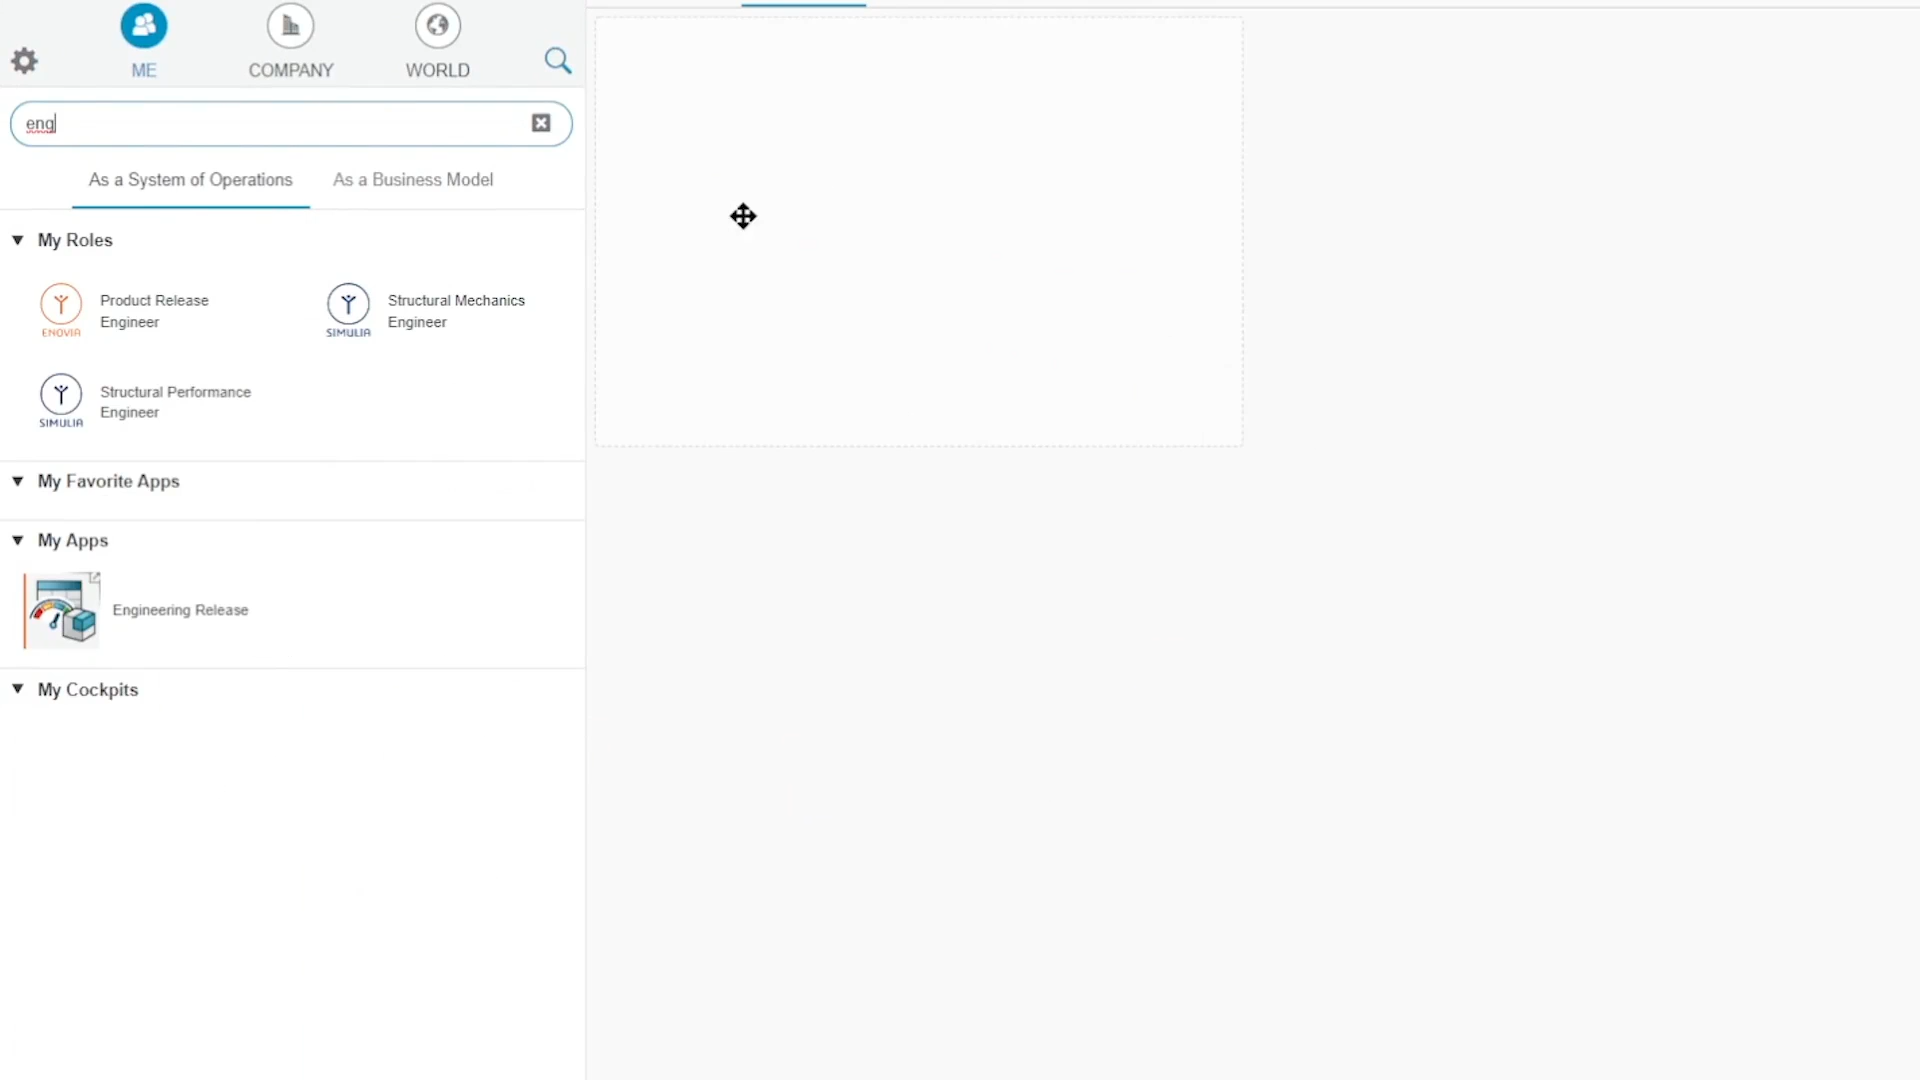 ME
COMPANY
WORLD
eng
As a System of Operations
As a Business Model
My Roles
ENOVIA
Product Release
Engineer
SIMULIA
Structural Mechanics
Engineer
SIMULIA
Structural Performance
Engineer
My Favorite Apps
My Apps
Engineering Release
My Cockpits